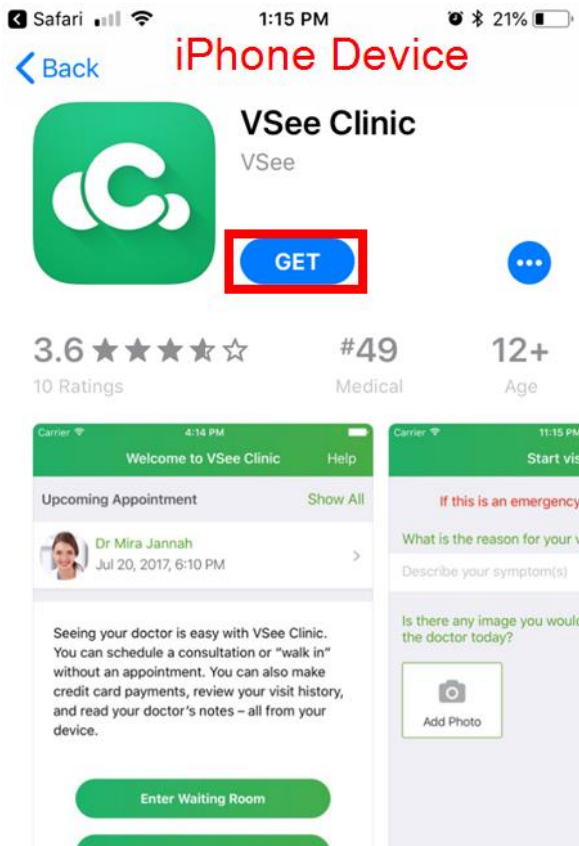 Safari 1:15 PM 21%
Back iPhone Device
VSee Clinic
VSee
GET
3.6 #49 12+
10 Ratings Medical Age
Carrier 4:14 PM
Welcome to VSee Clinic Help
Upcoming Appointment Show All
Dr Mira Jannah
Jul 20, 2017, 6:10 PM
Seeing your doctor is easy with VSee Clinic.
You can schedule a consultation or “walk in”
without an appointment. You can also make
credit card payments, review your visit history,
and read your doctor's notes – all from your
device.
Enter Waiting Room
Carrier 11:15 PM
Start vis
If this is an emergency
What is the reason for your v
Describe your symptom(s)
Is there any image you would
the doctor today?
Add Photo